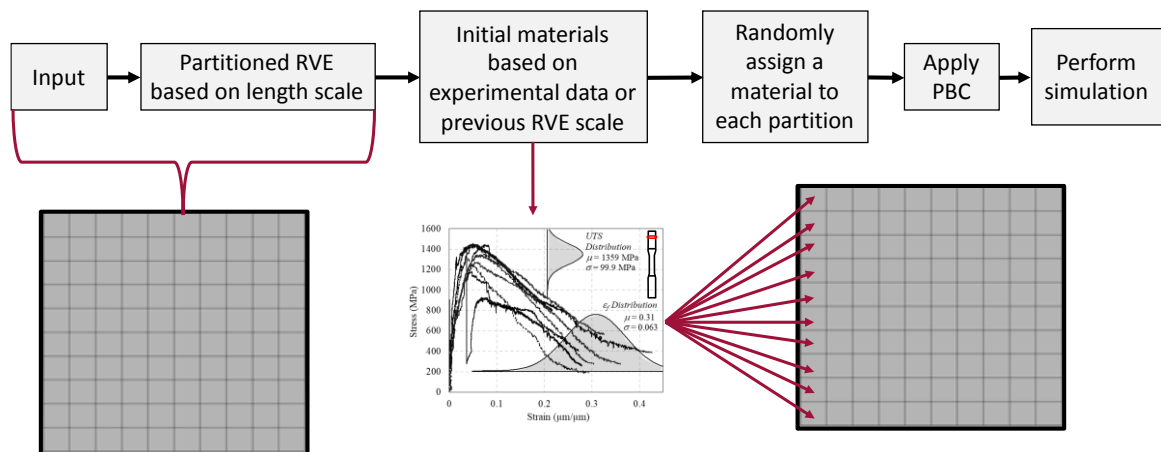 Input
Partitioned RVE
based on length scale
Initial materials
based on
experimental data or
previous RVE scale
Randomly
assign a
material to
each partition
Apply
PBC
Perform
simulation
1600
1400
1200
1000
800
600
400
200
0
Stress (MPa)
UTS
Distribution
μ = 1359 MPa
σ = 99.9 MPa
εf Distribution
μ = 0.31
σ = 0.063
0
0.1
0.2
0.3
0.4
Strain (μm/μm)